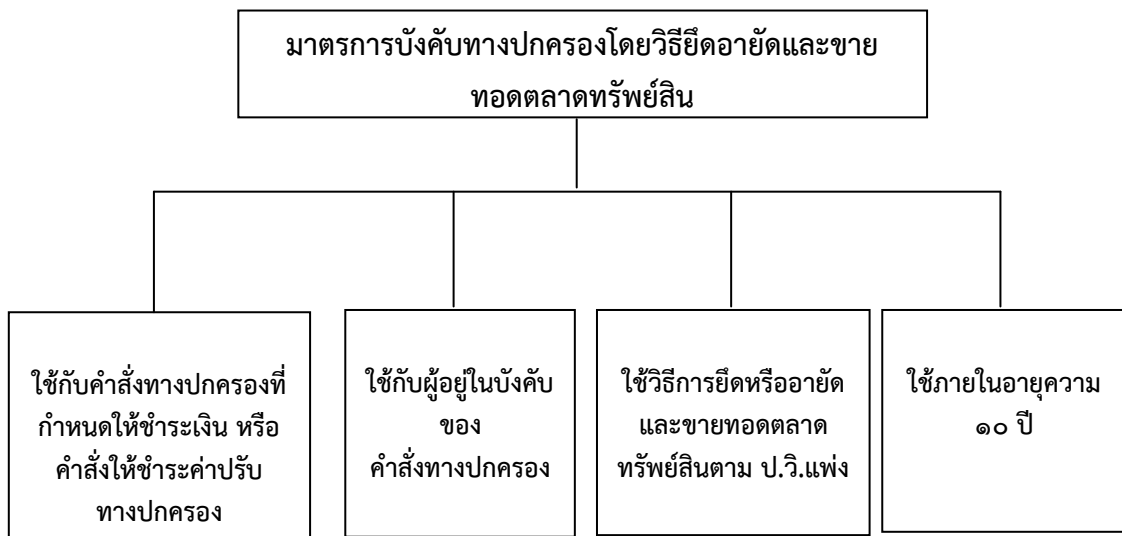 มาตรการบังคับทางปกครองโดยวิธียึดอายัดและขาย
ทอดตลาดทรัพย์สิน
ใช้กับคำสั่งทางปกครองที่
กำหนดให้ชำระเงิน หรือ
คำสั่งให้ชำระค่าปรับ
ทางปกครอง
ใช้กับผู้อยู่ในบังคับ
ของ
คำสั่งทางปกครอง
ใช้วิธีการยึดหรืออายัด
และขายทอดตลาด
ทรัพย์สินตาม ป.วิ.แพ่ง
ใช้ภายในอายุความ
๑๐ ปี